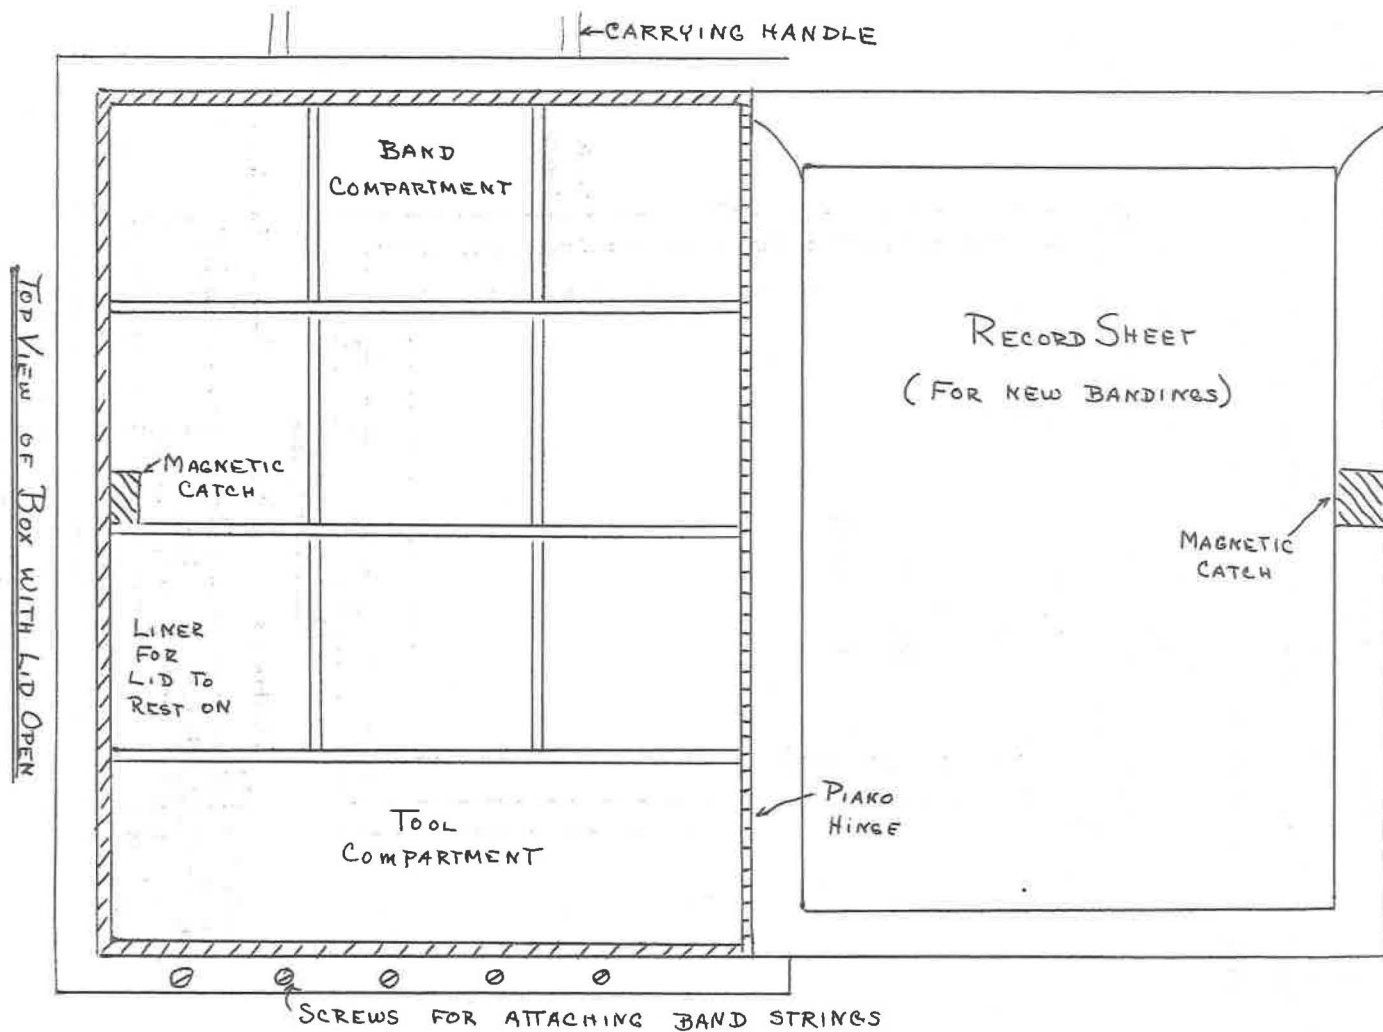 CARRYING HANDLE
BAND
COMPARTMENT
RECORD SHEET
(FOR NEW BANDINGS)
MAGNETIC
CATCH
MAGNETIC
CATCH
LINER
FOR
LID TO
REST ON
PIANO
HINGE
TOOL
COMPARTMENT
SCREWS FOR ATTACHING BAND STRINGS
TOP VIEW OF BOX WITH LID OPEN